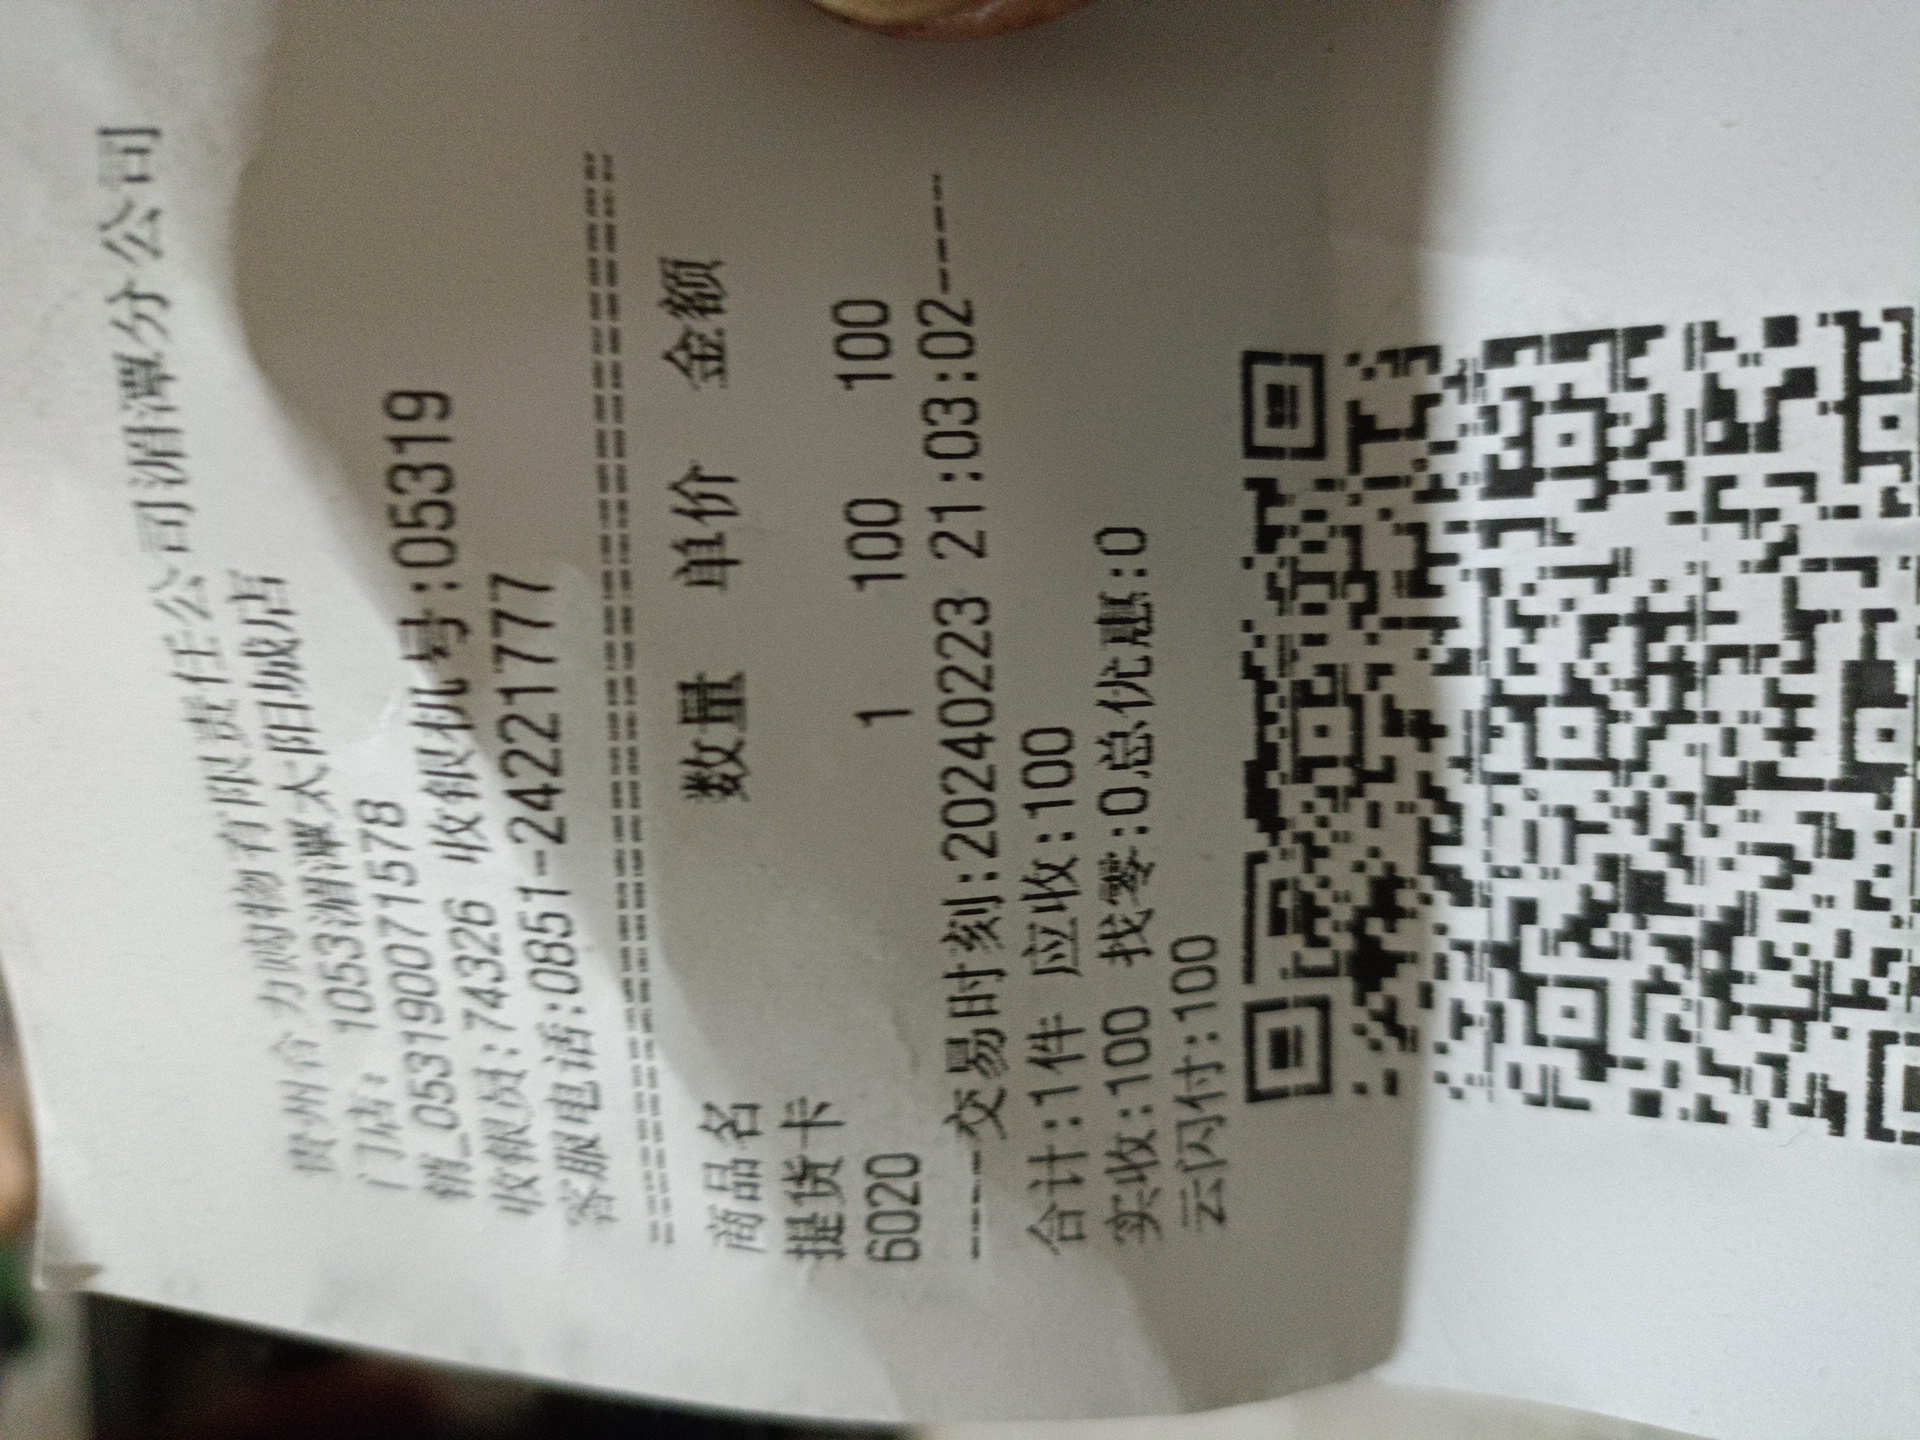 贵州合力购物有限责任公司湄潭分公司
门店: 1053湄潭太阳城店
销_053190071578
收银员:74326 收银机号:05319
客服电话:0851-24221777
==========================================
商品名 数量 单价 金额
提货卡
6020 1 100 100
----交易时刻:20240223 21:03:02----
合计:1件 应收:100
实收:100 找零:0总优惠:0
云闪付:100